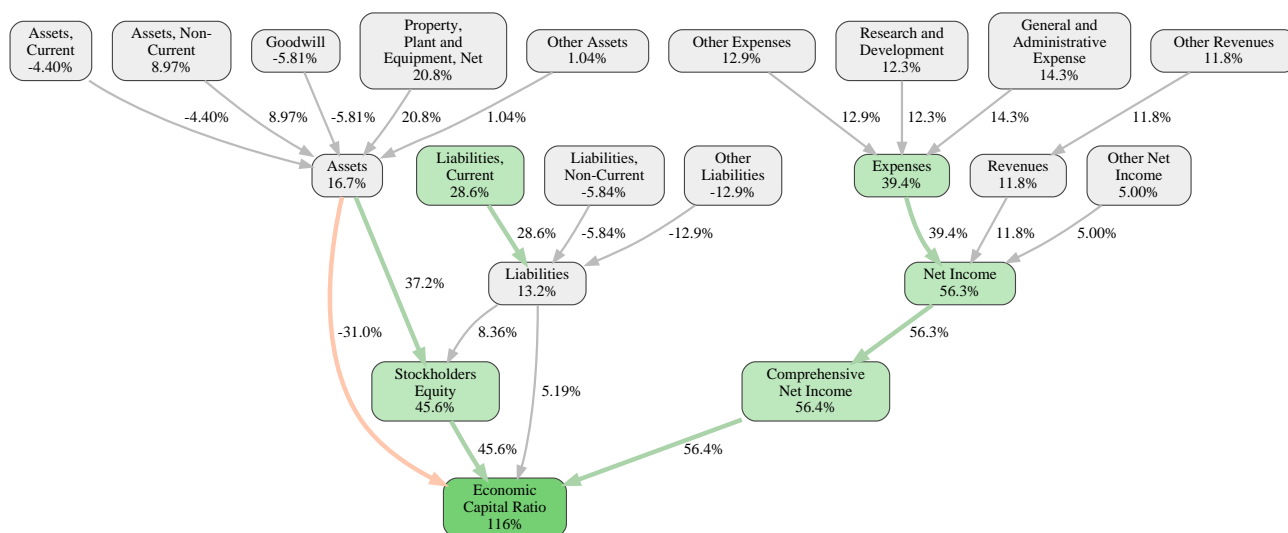 Assets,
Current
-4.40%
Assets, Non-
Current
8.97%
Goodwill
-5.81%
Property,
Plant and
Equipment, Net
20.8%
Other Assets
1.04%
Other Expenses
12.9%
Research and
Development
12.3%
General and
Administrative
Expense
14.3%
Other Revenues
11.8%
-4.40%
8.97%
-5.81%
20.8%
1.04%
12.9%
12.3%
14.3%
11.8%
Assets
16.7%
Liabilities,
Current
28.6%
Liabilities,
Non-Current
-5.84%
Other
Liabilities
-12.9%
Expenses
39.4%
Revenues
11.8%
Other Net
Income
5.00%
28.6%
-5.84%
-12.9%
39.4%
11.8%
5.00%
37.2%
Liabilities
13.2%
Net Income
56.3%
-31.0%
8.36%
56.3%
Stockholders
Equity
45.6%
5.19%
Comprehensive
Net Income
56.4%
45.6%
56.4%
Economic
Capital Ratio
116%